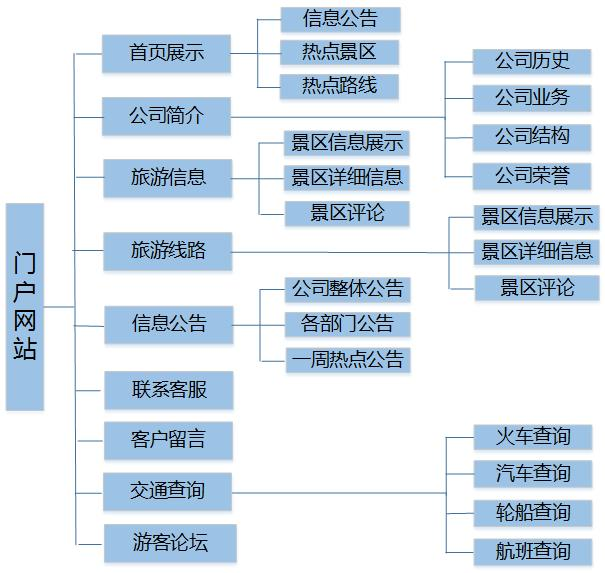 门户网站
首页展示
信息公告
热点景区
热点路线
公司简介
公司历史
公司业务
公司结构
公司荣誉
旅游信息
景区信息展示
景区详细信息
景区评论
旅游线路
景区信息展示
景区详细信息
景区评论
信息公告
公司整体公告
各部门公告
一周热点公告
联系客服
客户留言
交通查询
火车查询
汽车查询
轮船查询
航班查询
游客论坛